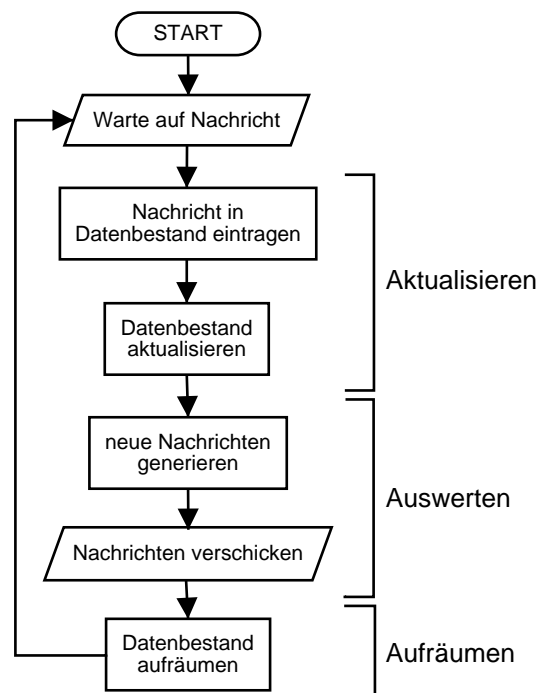 START
Warte auf Nachricht
Nachricht in
Datenbestand eintragen
Aktualisieren
Datenbestand
aktualisieren
neue Nachrichten
generieren
Auswerten
Nachrichten verschicken
Datenbestand
aufräumen
Aufräumen